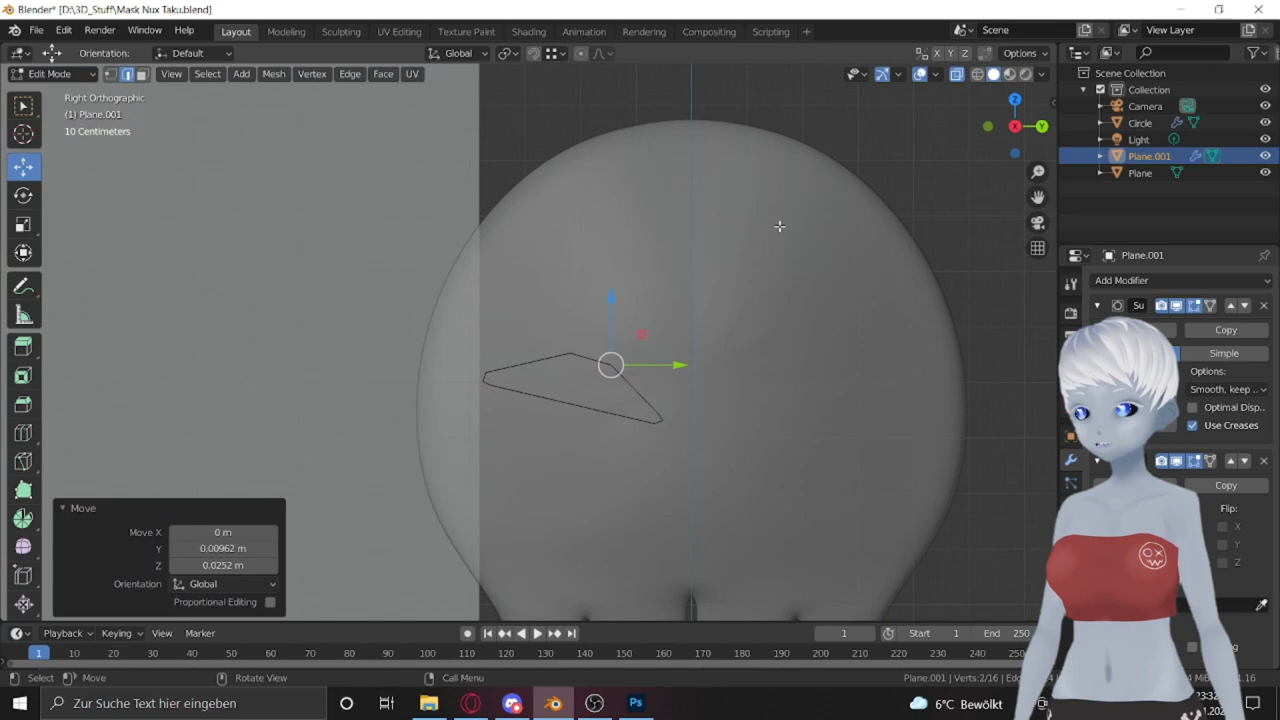 Blender* [D:\3D_Stuff\Mask Nux Taku.blend]
File Edit Render Window Help Layout Modeling Sculpting UV Editing Texture Paint Shading Animation Rendering Compositing Scripting + Scene View Layer
Orientation: Default Global X Y Z Options
Edit Mode View Select Add Mesh Vertex Edge Face UV
Scene Collection
Collection
Camera
Circle
Light
Plane.001
Plane
Right Orthographic
(1) Plane.001
10 Centimeters
Z
X
Y
Plane.001
Add Modifier
Su
Copy
Simple
Options:
Smooth, keep ..
Optimal Disp..
Use Creases
Copy
Flip:
X
Y
Z
Move
Move X 0 m
Y 0.00962 m
Z 0.0252 m
Orientation Global
Proportional Editing
Playback Keying View Marker 1 Start 1 End 250
1 10 20 30 40 50 60 70 80 90 100 110 120 130 140 150 160 170 180 190 200 210 220 230 240 250
Select Move Rotate View Call Menu Plane.001 | Verts:2/16 |
Zur Suche Text hier eingeben Ps 6°C Bewölkt